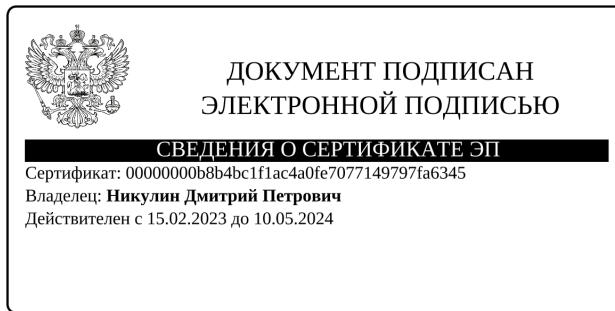 ДОКУМЕНТ ПОДПИСАН
ЭЛЕКТРОННОЙ ПОДПИСЬЮ
СВЕДЕНИЯ О СЕРТИФИКАТЕ ЭП
Сертификат: 00000000b8b4bc1f1ac4a0fe7077149797fa6345
Владелец: Никулин Дмитрий Петрович
Действителен с 15.02.2023 до 10.05.2024